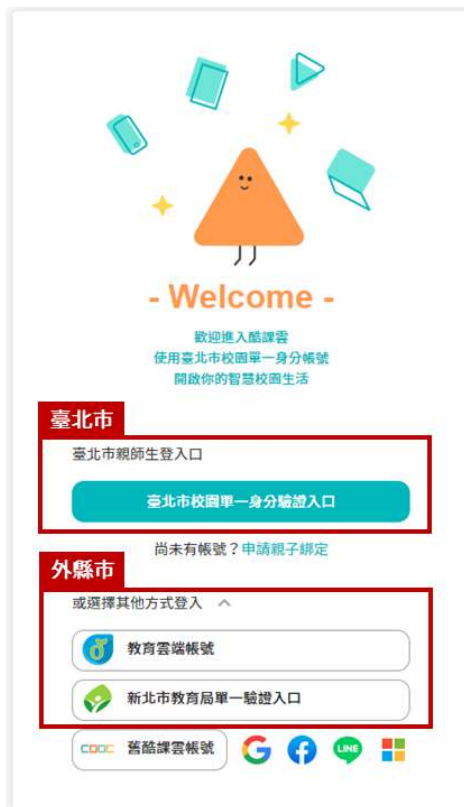 - Welcome -
歡迎進入酷課雲
使用臺北市校園單一身分帳號
開啟你的智慧校園生活
臺北市
臺北市親師生登入口
臺北市校園單一身分驗證入口
尚未有帳號？申請親子綁定
外縣市
或選擇其他方式登入
教育雲端帳號
新北市教育局單一驗證入口
COOC 舊酷課雲帳號 G f LINE